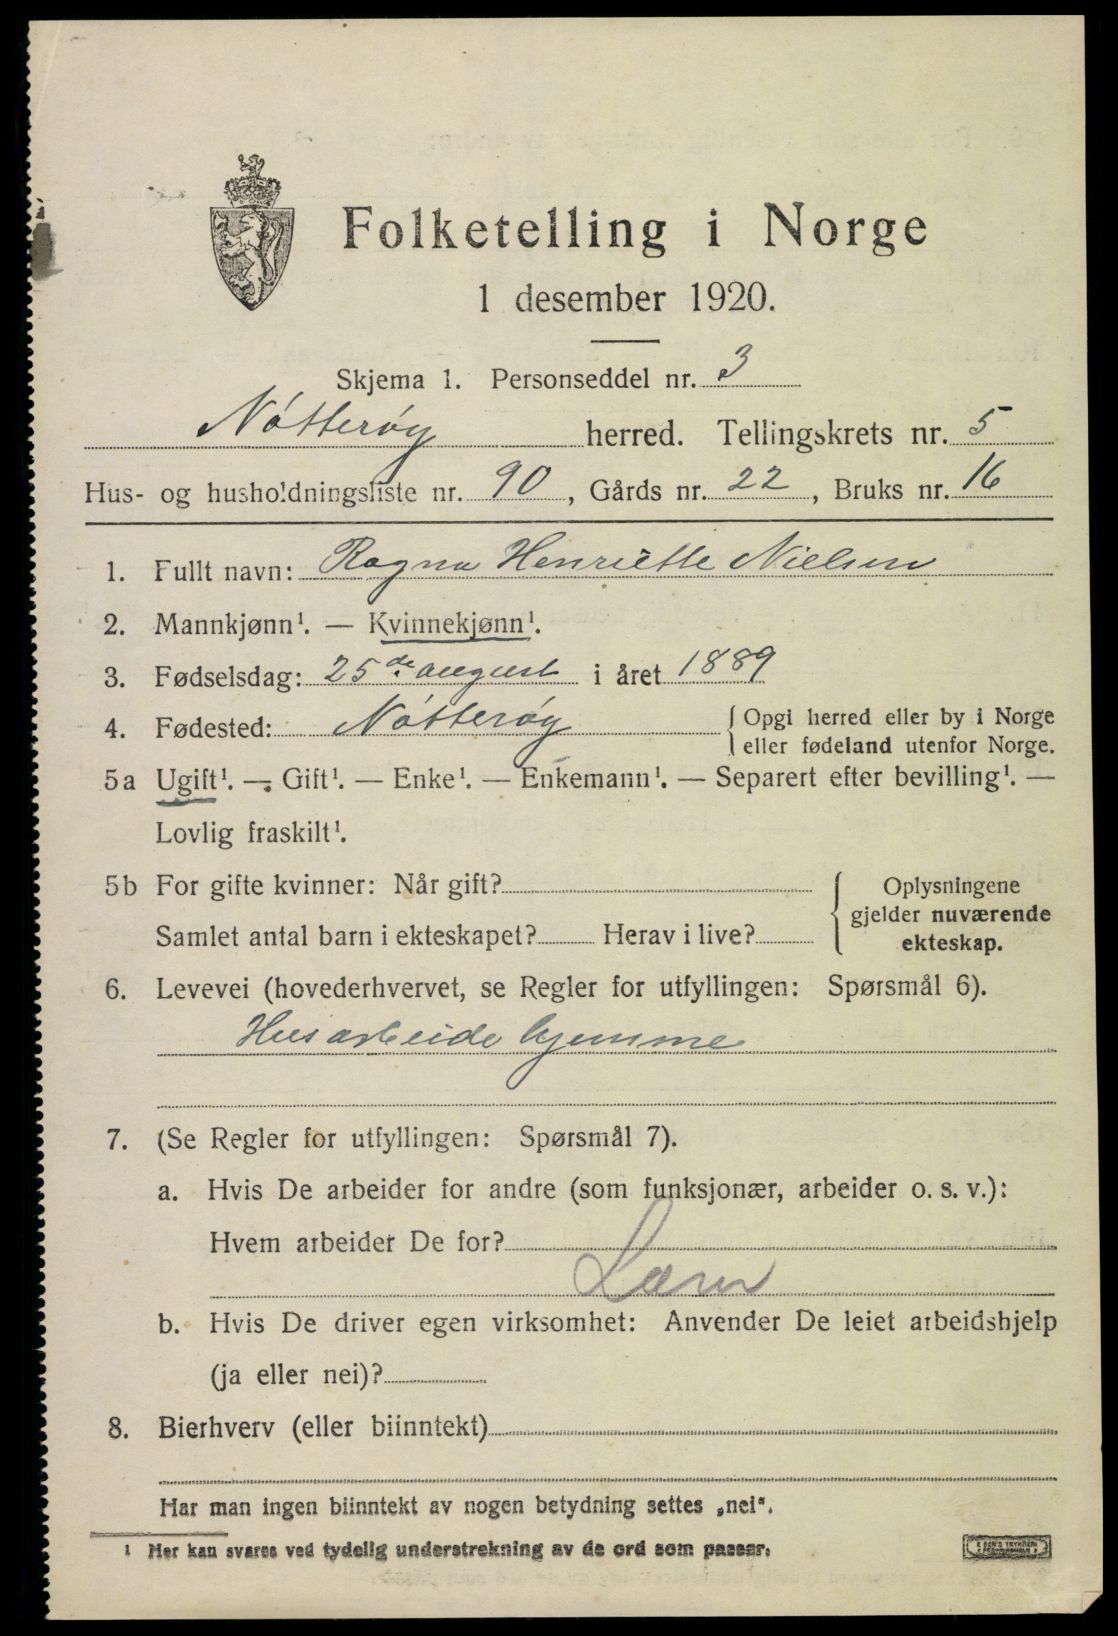 Folketelling i Norge
1 desember 1920.
Skjema 1. Personseddel nr. 3
Nøtterøy herred. Tellingskrets nr. 5
Hus- og husholdningsliste nr. 90, Gårds nr. 22, Bruks nr. 16
1. Fullt navn: Ragna Henriette Nielsen
2. Mannkjønn¹. — Kvinnekjønn¹.
3. Fødselsdag: 25de august i året 1889
4. Fødested: Nøtterøy { Opgi herred eller by i Norge
eller fødeland utenfor Norge.
5a Ugift¹. — Gift¹. — Enke¹. — Enkemann¹. — Separert efter bevilling¹. —
Lovlig fraskilt¹.
5b For gifte kvinner: Når gift?
Samlet antal barn i ekteskapet? Herav i live?
Oplysningene
gjelder nuværende
ekteskap.
6. Levevei (hovederhvervet, se Regler for utfyllingen: Spørsmål 6).
Husarbeide hjemme
7. (Se Regler for utfyllingen: Spørsmål 7).
a. Hvis De arbeider for andre (som funksjonær, arbeider o. s. v.):
Hvem arbeider De for?
b. Hvis De driver egen virksomhet: Anvender De leiet arbeidshjelp
(ja eller nei)?
8. Bierhverv (eller biinntekt)
Har man ingen biinntekt av nogen betydning settes „nei“.
¹ Her kan svares ved tydelig understrekning av de ord som passer.